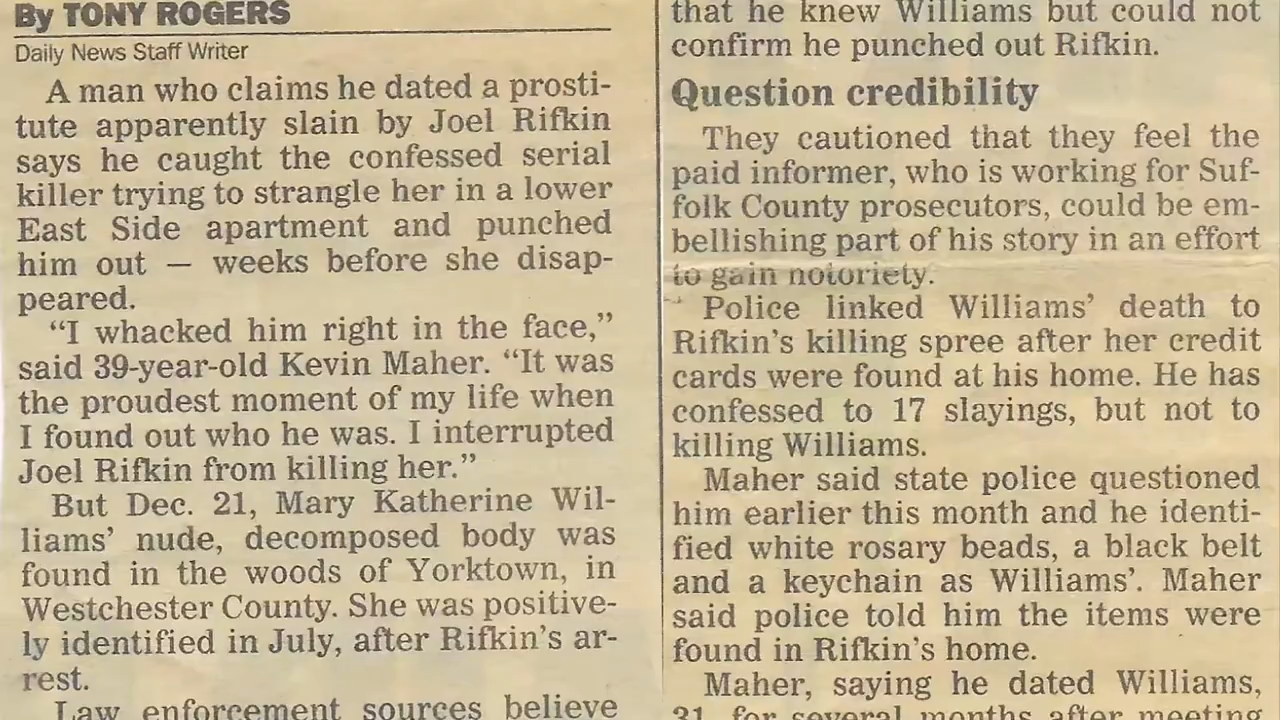 By TONY ROGERS
Daily News Staff Writer
A man who claims he dated a prosti-
tute apparently slain by Joel Rifkin
says he caught the confessed serial
killer trying to strangle her in a lower
East Side apartment and punched
him out — weeks before she disap-
peared.
“I whacked him right in the face,”
said 39-year-old Kevin Maher. “It was
the proudest moment of my life when
I found out who he was. I interrupted
Joel Rifkin from killing her.”
But Dec. 21, Mary Katherine Wil-
liams’ nude, decomposed body was
found in the woods of Yorktown, in
Westchester County. She was positive-
ly identified in July, after Rifkin’s ar-
rest.
Law enforcement sources believe
that he knew Williams but could not
confirm he punched out Rifkin.
Question credibility
They cautioned that they feel the
paid informer, who is working for Suf-
folk County prosecutors, could be em-
bellishing part of his story in an effort
to gain notoriety.
Police linked Williams’ death to
Rifkin’s killing spree after her credit
cards were found at his home. He has
confessed to 17 slayings, but not to
killing Williams.
Maher said state police questioned
him earlier this month and he identi-
fied white rosary beads, a black belt
and a keychain as Williams’. Maher
said police told him the items were
found in Rifkin’s home.
Maher, saying he dated Williams,
31, for several months after meeting